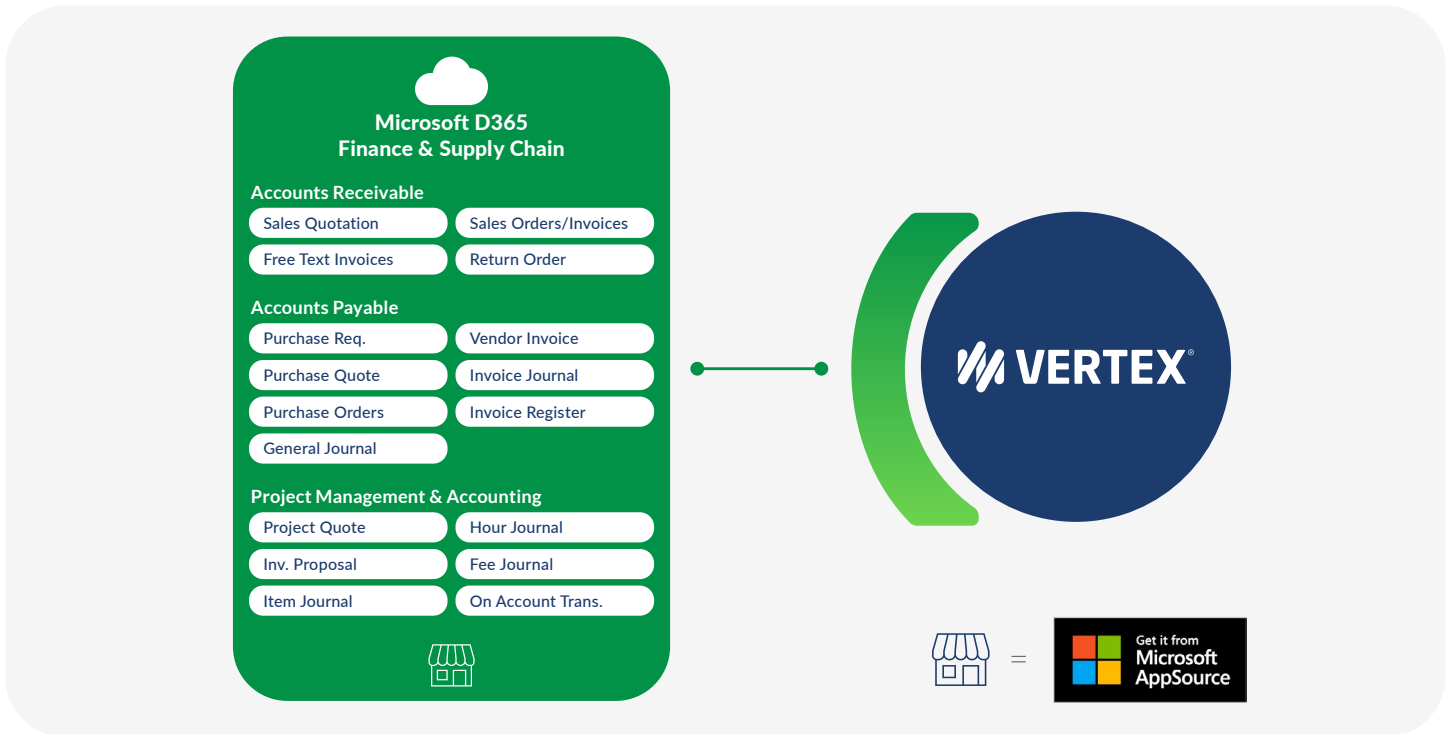 Microsoft D365
Finance & Supply Chain
Accounts Receivable
Sales Quotation
Sales Orders/Invoices
Free Text Invoices
Return Order
Accounts Payable
Purchase Req.
Vendor Invoice
Purchase Quote
Invoice Journal
Purchase Orders
Invoice Register
General Journal
Project Management & Accounting
Project Quote
Hour Journal
Inv. Proposal
Fee Journal
Item Journal
On Account Trans.
VERTEX®
=
Get it from
Microsoft
AppSource